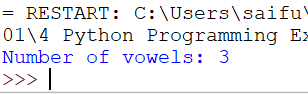 = RESTART: C:\Users\saifu\
01\4 Python Programming Ex
Number of vowels: 3
>>>